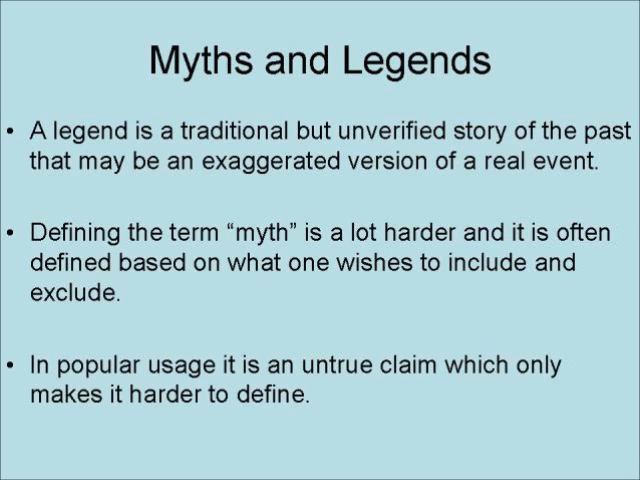 Myths and Legends
• A legend is a traditional but unverified story of the past
that may be an exaggerated version of a real event.
• Defining the term “myth” is a lot harder and it is often
defined based on what one wishes to include and
exclude.
• In popular usage it is an untrue claim which only
makes it harder to define.